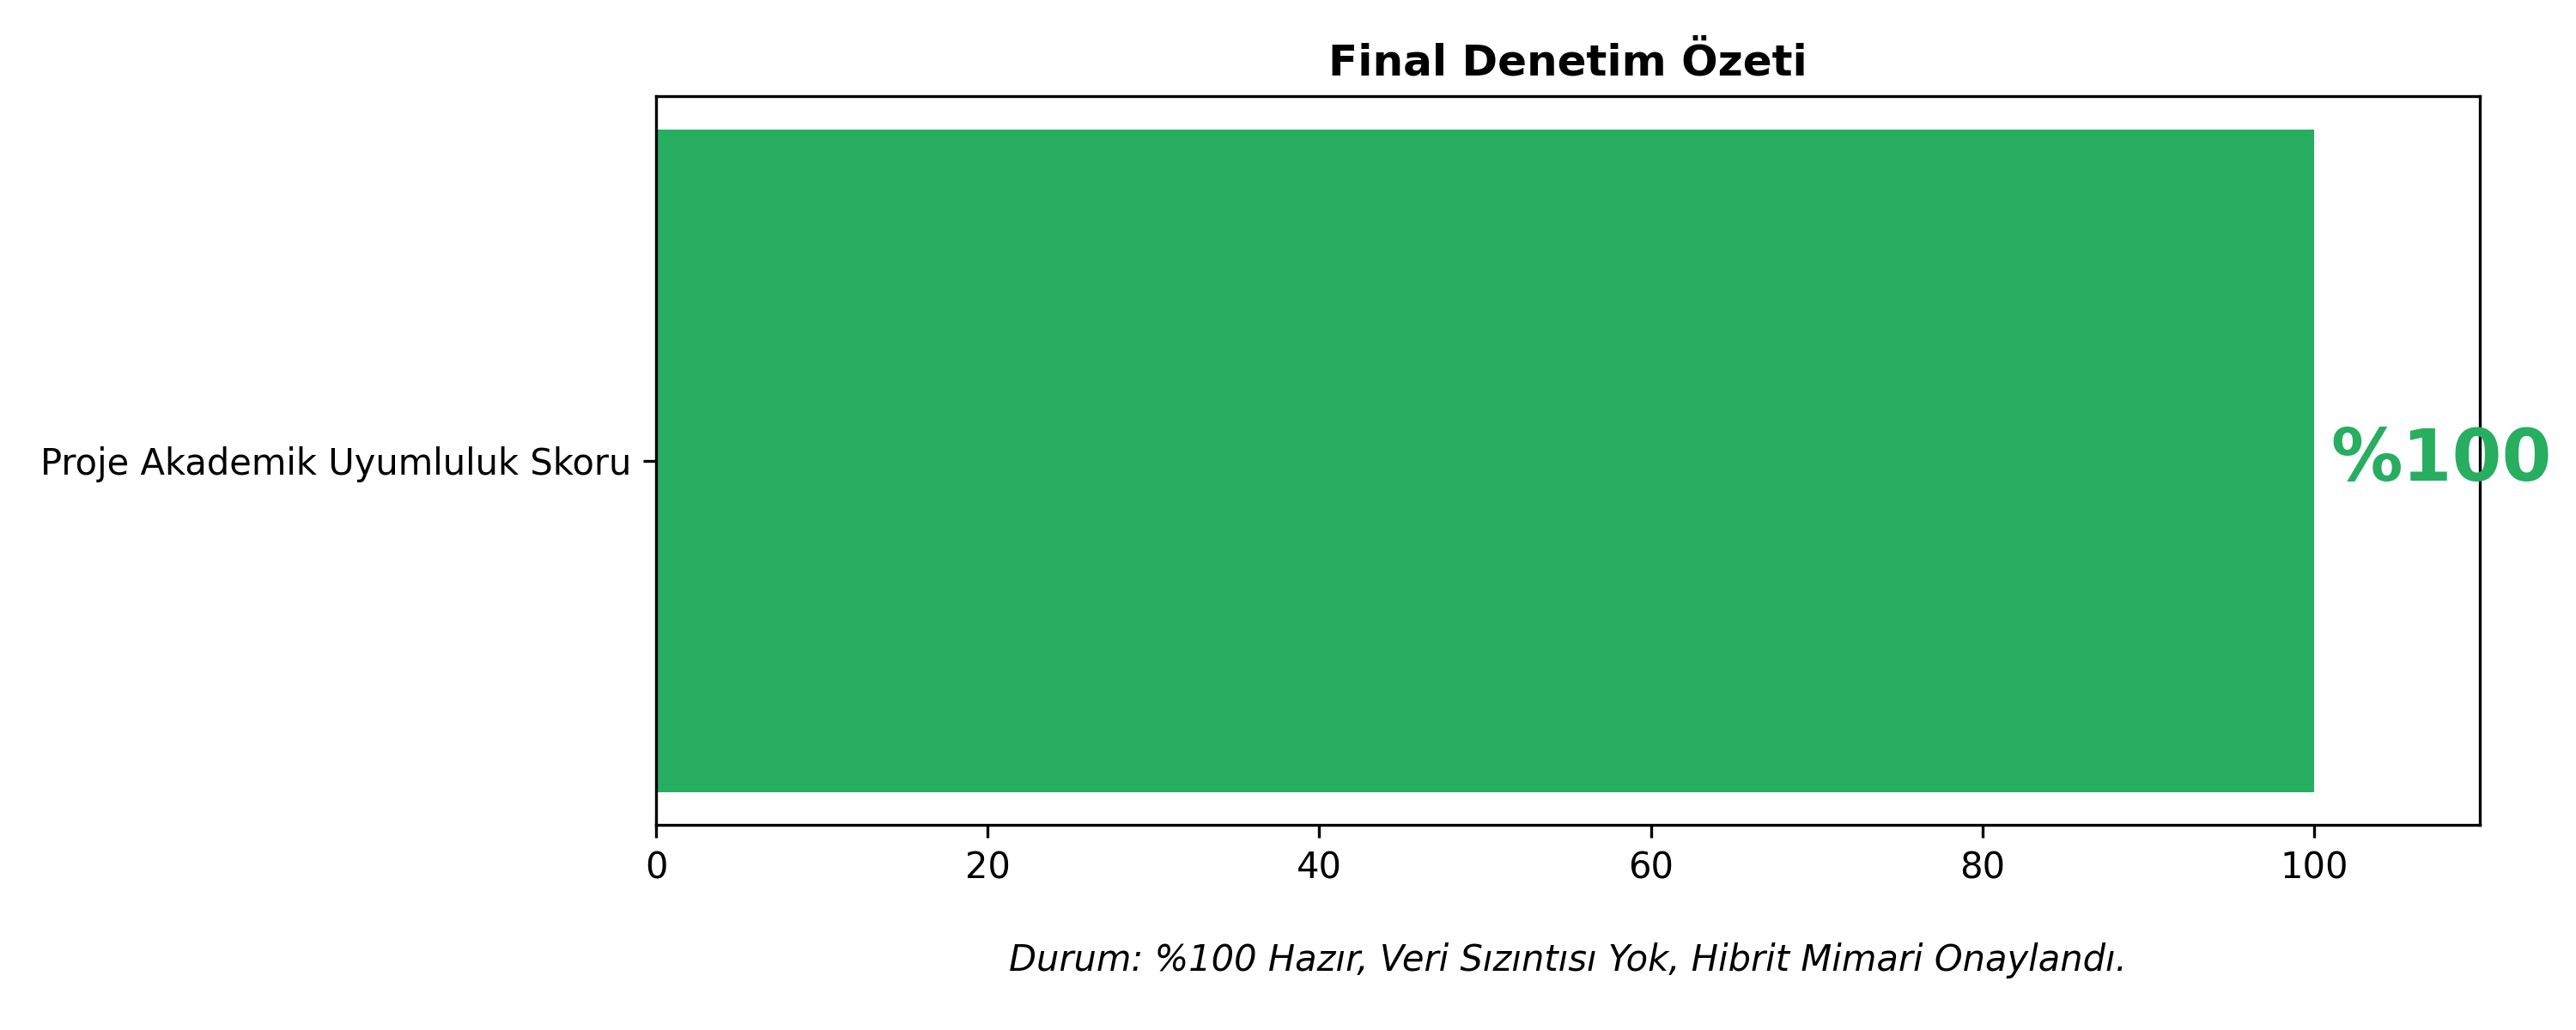 Final Denetim Özeti
Proje Akademik Uyumluluk Skoru
%100
0 20 40 60 80 100
Durum: %100 Hazır, Veri Sızıntısı Yok, Hibrit Mimari Onaylandı.